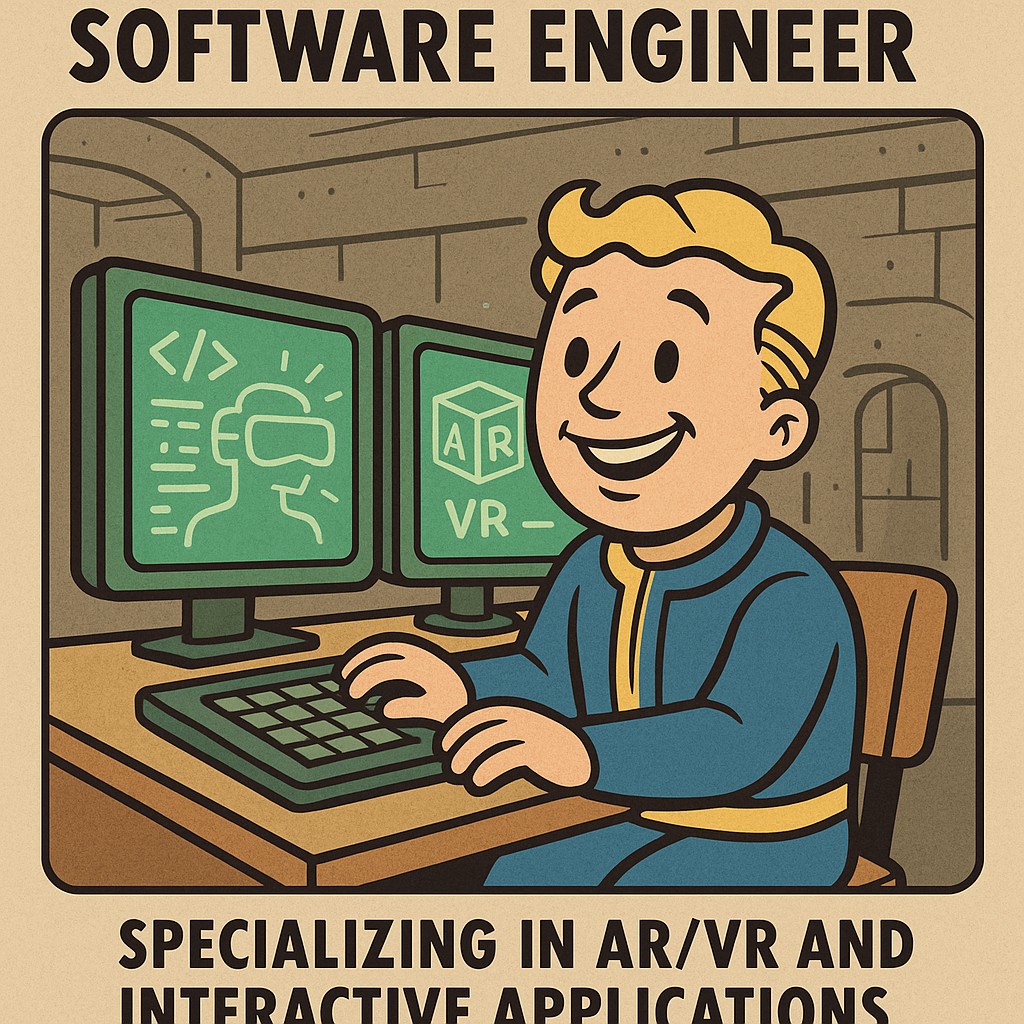 SOFTWARE ENGINEER
</>
AR
VR –
SPECIALIZING IN AR/VR AND
INTERACTIVE APPLICATIONS